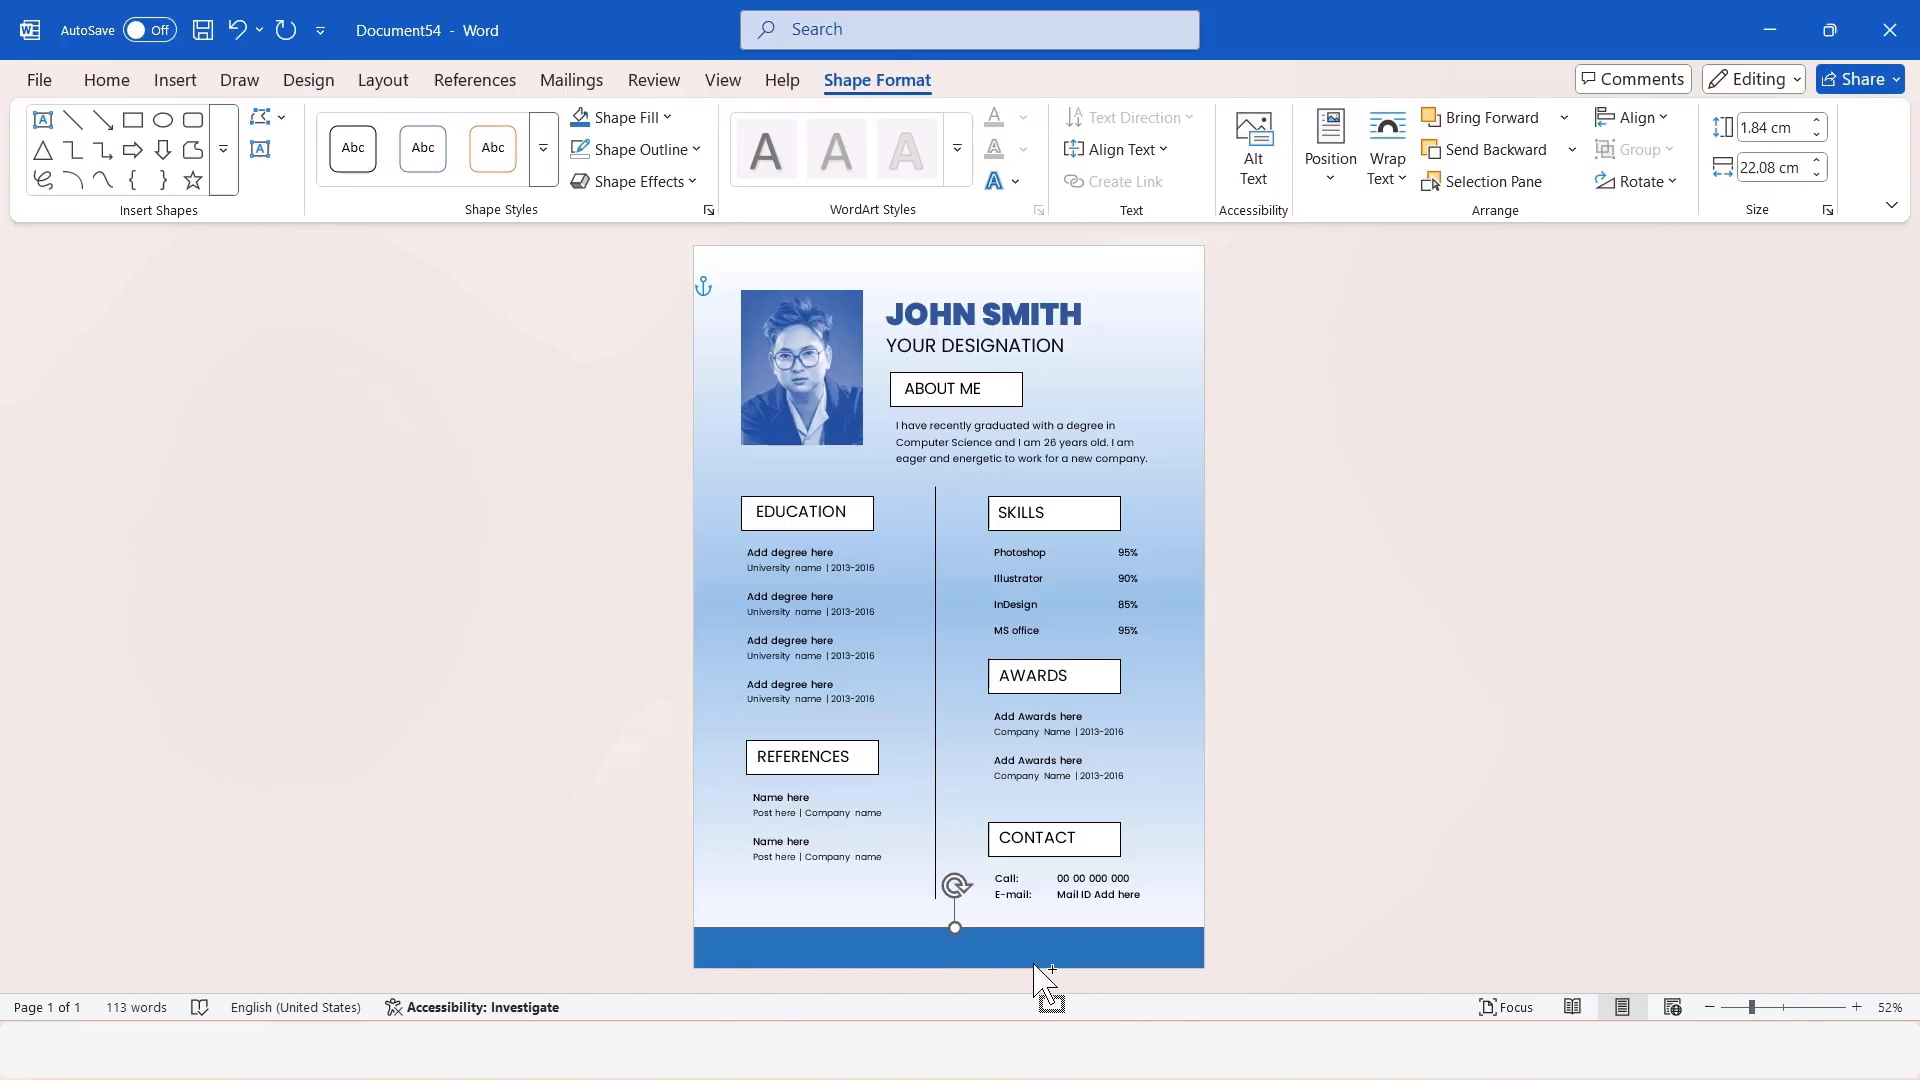 AutoSave Off Document54 - Word Search
File Home Insert Draw Design Layout References Mailings Review View Help Shape Format Comments Editing Share
A
Abc Abc Abc
Shape Fill
Shape Outline
Shape Effects
A A A
A
A
A
Text Direction
Align Text
Create Link
Alt
Text
Position
Wrap
Text
Bring Forward
Send Backward
Selection Pane
Align
Group
Rotate
1.84 cm
22.08 cm
Insert Shapes Shape Styles WordArt Styles Text Accessibility Arrange Size
JOHN SMITH
YOUR DESIGNATION
ABOUT ME
I have recently graduated with a degree in
Computer Science and I am 26 years old. I am
eager and energetic to work for a new company.
EDUCATION
Add degree here
University name | 2013-2016
Add degree here
University name | 2013-2016
Add degree here
University name | 2013-2016
Add degree here
University name | 2013-2016
REFERENCES
Name here
Post here | Company name
Name here
Post here | Company name
SKILLS
Photoshop 95%
Illustrator 90%
InDesign 85%
MS office 95%
AWARDS
Add Awards here
Company Name | 2013-2016
Add Awards here
Company Name | 2013-2016
CONTACT
Call: 00 00 000 000
E-mail: Mail ID Add here
Page 1 of 1 113 words English (United States) Accessibility: Investigate Focus 52%